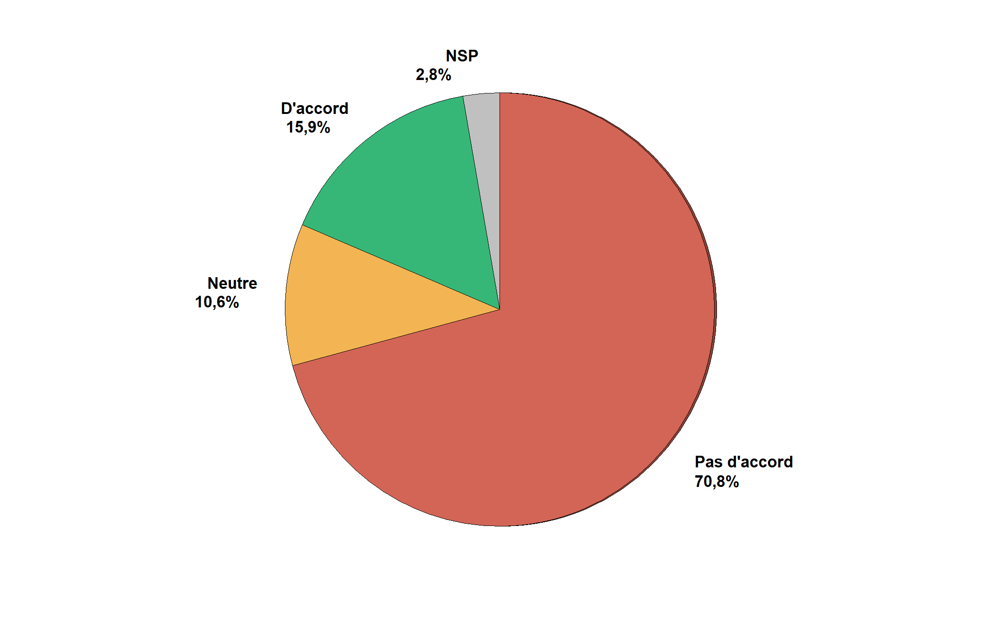 NSP
2,8%
D'accord
15,9%
Neutre
10,6%
Pas d'accord
70,8%